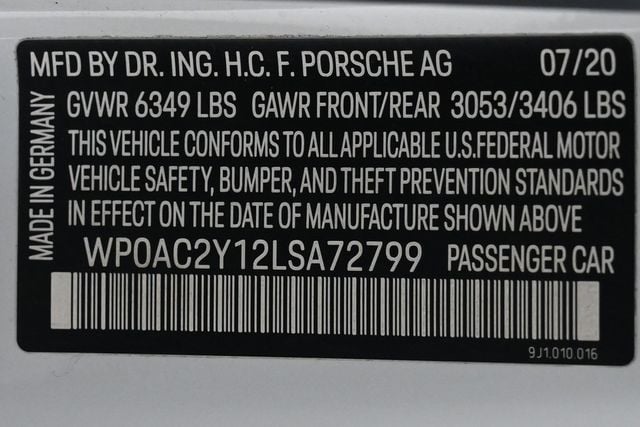 MFD BY DR. ING. H.C. F. PORSCHE AG 07/20
GVWR 6349 LBS GAWR FRONT/REAR 3053/3406 LBS
THIS VEHICLE CONFORMS TO ALL APPLICABLE U.S.FEDERAL MOTOR
VEHICLE SAFETY, BUMPER, AND THEFT PREVENTION STANDARDS
IN EFFECT ON THE DATE OF MANUFACTURE SHOWN ABOVE
WP0AC2Y12LSA72799 PASSENGER CAR
MADE IN GERMANY
9J1.010.016